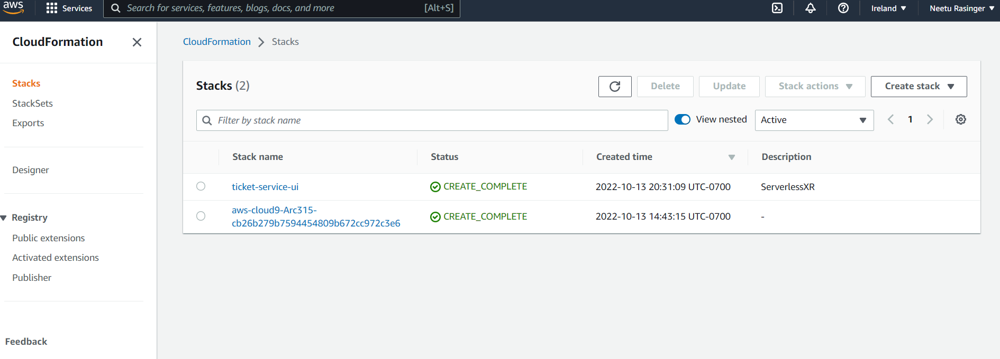 aws
Services
Search for services, features, blogs, docs, and more
[Alt+S]
Ireland
Neetu Rasinger
CloudFormation
Stacks
StackSets
Exports
Designer
Registry
Public extensions
Activated extensions
Publisher
Feedback
CloudFormation
Stacks
Stacks (2)
Delete
Update
Stack actions
Create stack
Filter by stack name
View nested
Active
1
Stack name
Status
Created time
Description
ticket-service-ui
CREATE_COMPLETE
2022-10-13 20:31:09 UTC-0700
ServerlessXR
aws-cloud9-Arc315-
cb26b279b7594454809b672cc972c3e6
CREATE_COMPLETE
2022-10-13 14:43:15 UTC-0700
-